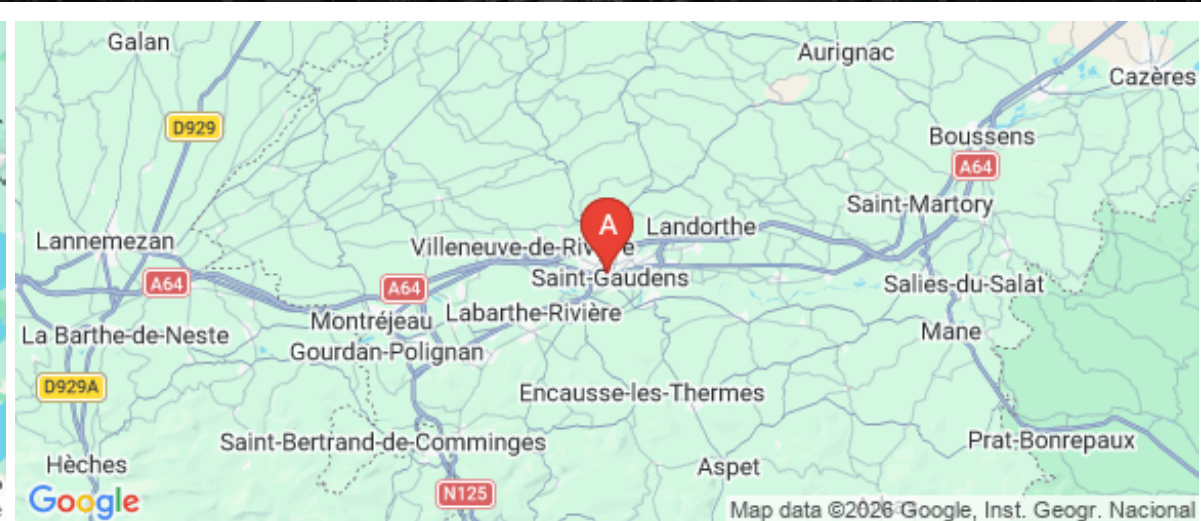 Galan
Aurignac
Cazères
D929
Boussens
A64
Saint-Martory
A
Landorthe
Lannemezan
Villeneuve-de-Rivière
A64
A64
Saint-Gaudens
Salies-du-Salat
Montréjeau
Labarthe-Rivière
La Barthe-de-Neste
Mane
Gourdan-Polignan
D929A
Encausse-les-Thermes
Saint-Bertrand-de-Comminges
Prat-Bonrepaux
Hèches
Aspet
N125
Google
Map data ©2026 Google, Inst. Geogr. Nacional